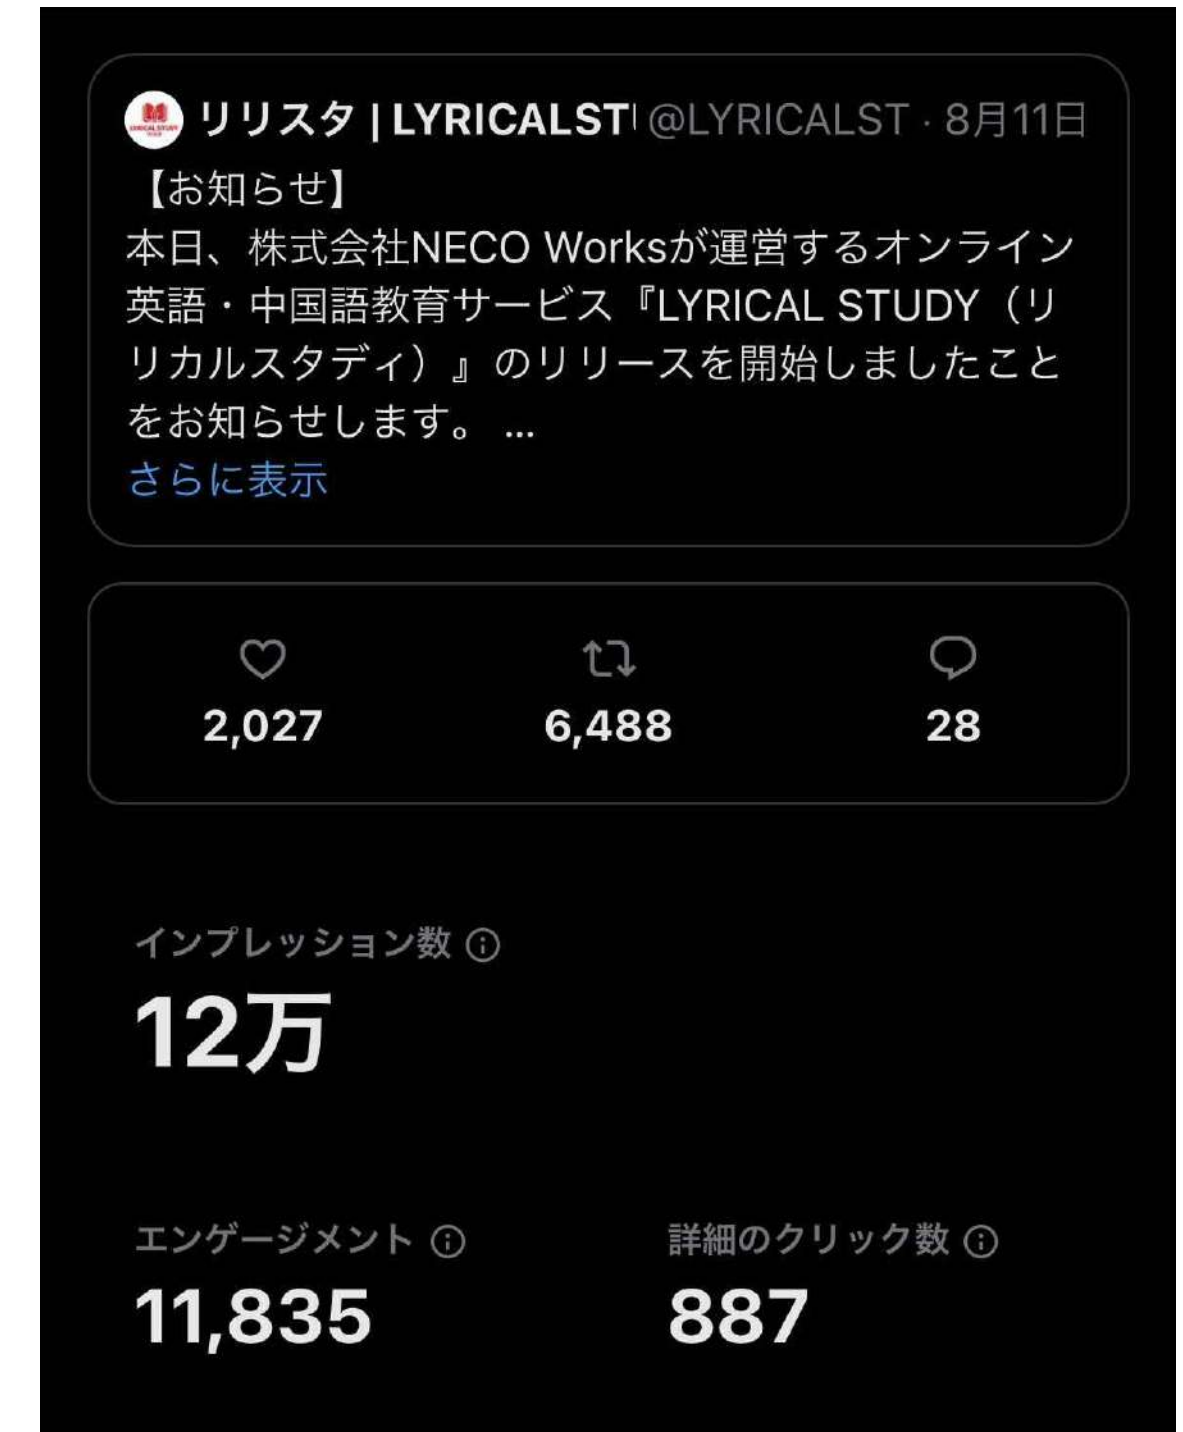 リリスタ | LYRICALST @LYRICALST · 8月11日
【お知らせ】
本日、株式会社NECO Worksが運営するオンライン
英語・中国語教育サービス『LYRICAL STUDY（リ
リカルスタディ）』のリリースを開始しましたこと
をお知らせします。 ...
さらに表示
2,027 6,488 28
インプレッション数
12万
エンゲージメント 詳細のクリック数
11,835 887